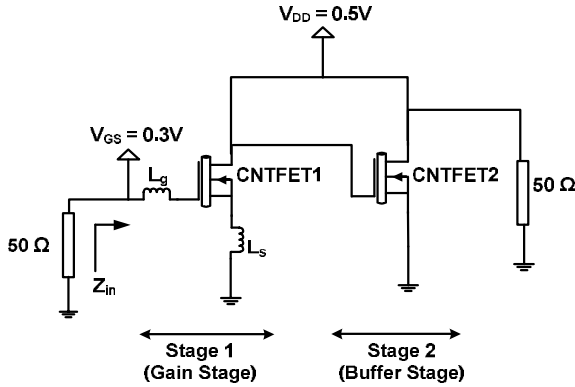 V_DD = 0.5V
V_GS = 0.3V
L_g
CNTFET1
CNTFET2
50 Ω
50 Ω
Z_in
L_s
Stage 1
(Gain Stage)
Stage 2
(Buffer Stage)